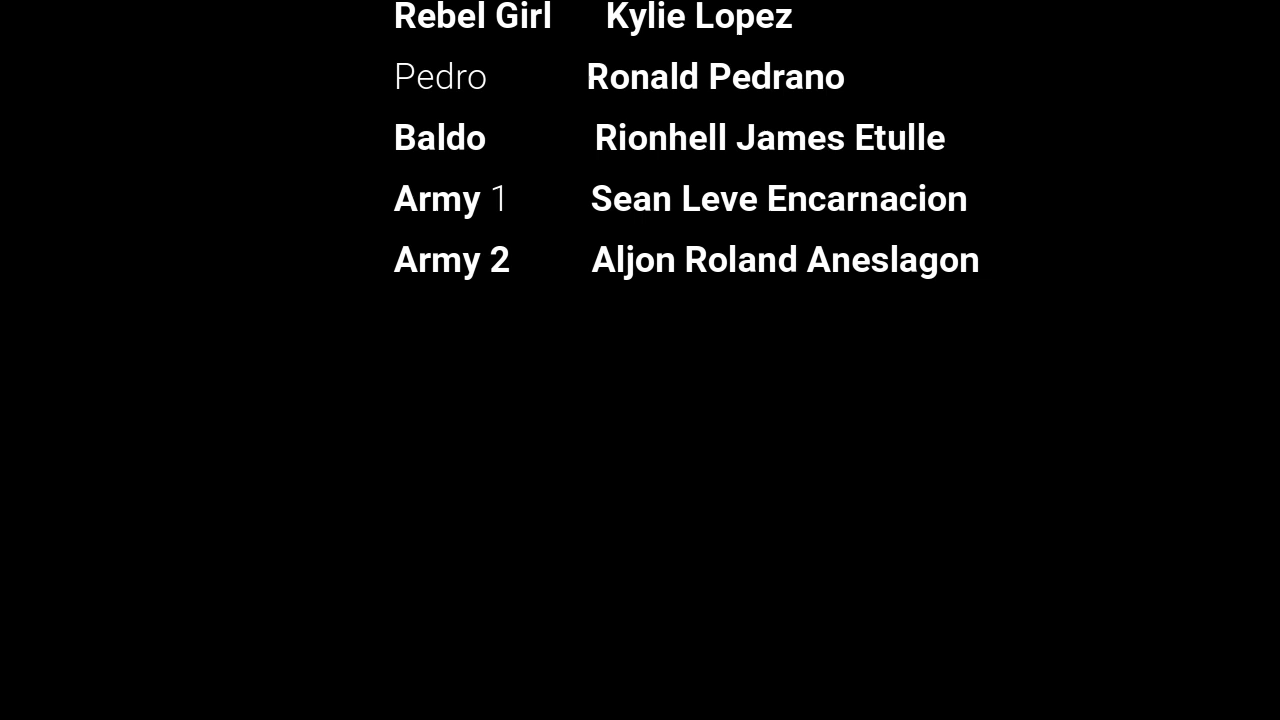 Rebel Girl Kylie Lopez
Pedro Ronald Pedrano
Baldo Rionhell James Etulle
Army 1 Sean Leve Encarnacion
Army 2 Aljon Roland Aneslagon